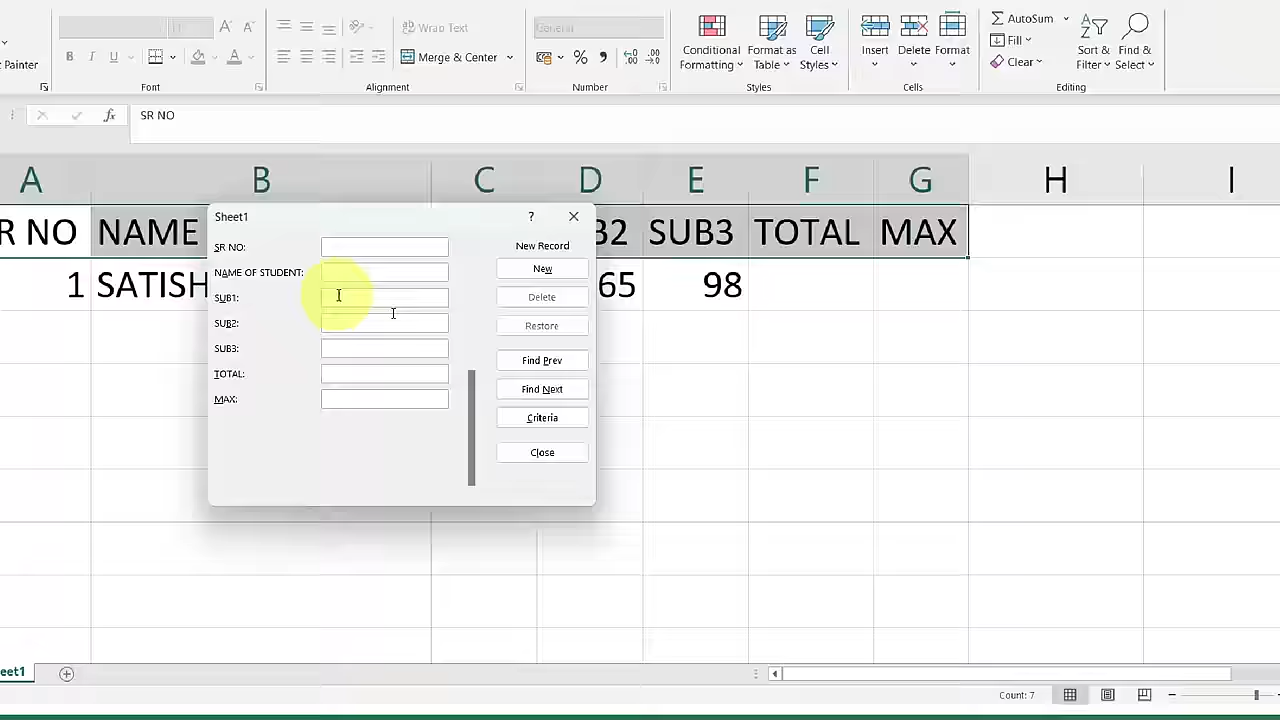 AutoSum
Wrap Text
General
Fill
Painter
Merge & Center
Conditional Formatting
Format as Table
Cell Styles
Insert
Delete
Format
Sort & Filter
Find & Select
Clear
Font
Alignment
Number
Styles
Cells
Editing
fx
SR NO
A B C D E F G H I
R NO NAME B2 SUB3 TOTAL MAX
1 SATISH 65 98
Sheet1
? ×
SR NO:
New Record
NAME OF STUDENT:
New
SUB1:
Delete
SUB2:
Restore
SUB3:
Find Prev
TOTAL:
Find Next
MAX:
Criteria
Close
eet1
Count: 7